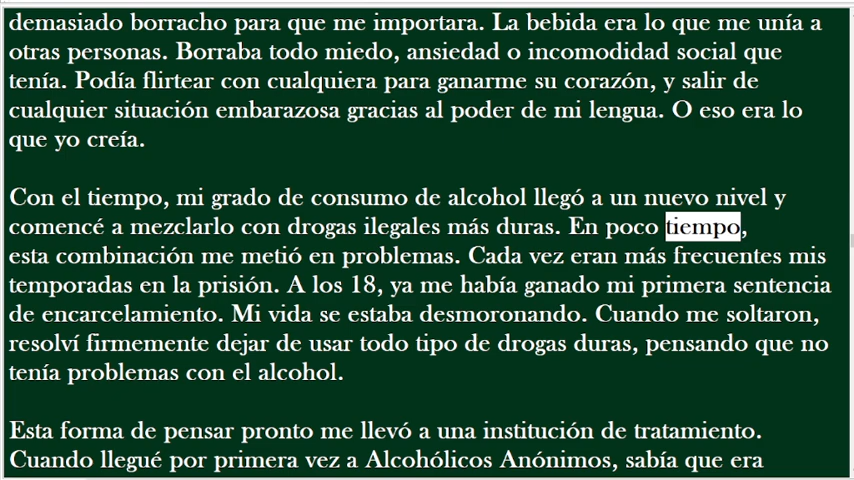 demasiado borracho para que me importara. La bebida era lo que me unía a
otras personas. Borraba todo miedo, ansiedad o incomodidad social que
tenía. Podía flirtear con cualquiera para ganarme su corazón, y salir de
cualquier situación embarazosa gracias al poder de mi lengua. O eso era lo
que yo creía.
Con el tiempo, mi grado de consumo de alcohol llegó a un nuevo nivel y
comencé a mezclarlo con drogas ilegales más duras. En poco tiempo,
esta combinación me metió en problemas. Cada vez eran más frecuentes mis
temporadas en la prisión. A los 18, ya me había ganado mi primera sentencia
de encarcelamiento. Mi vida se estaba desmoronando. Cuando me soltaron,
resolví firmemente dejar de usar todo tipo de drogas duras, pensando que no
tenía problemas con el alcohol.
Esta forma de pensar pronto me llevó a una institución de tratamiento.
Cuando llegué por primera vez a Alcohólicos Anónimos, sabía que era